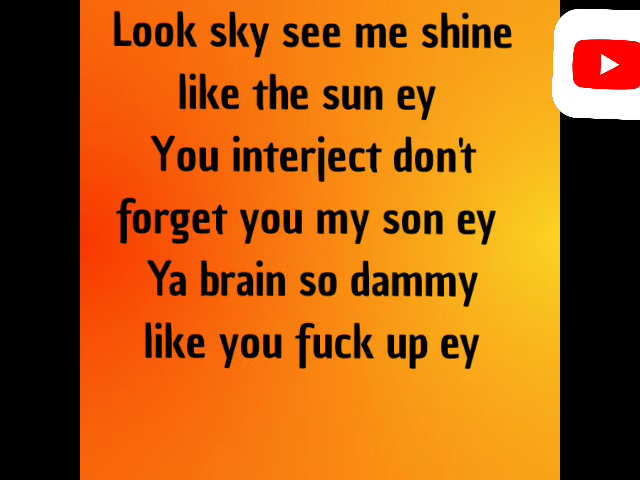 Look sky see me shine
like the sun ey
You interject don't
forget you my son ey
Ya brain so dammy
like you fuck up ey